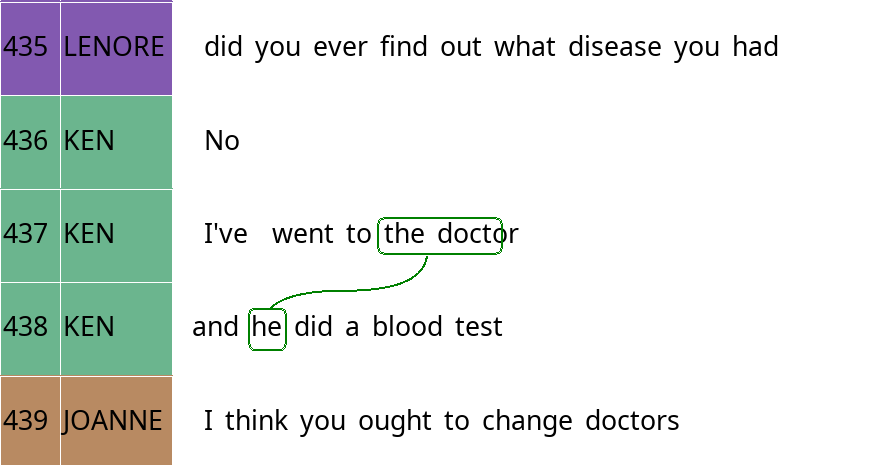 435 LENORE did you ever find out what disease you had
436 KEN No
437 KEN I've went to the doctor
438 KEN and he did a blood test
439 JOANNE I think you ought to change doctors